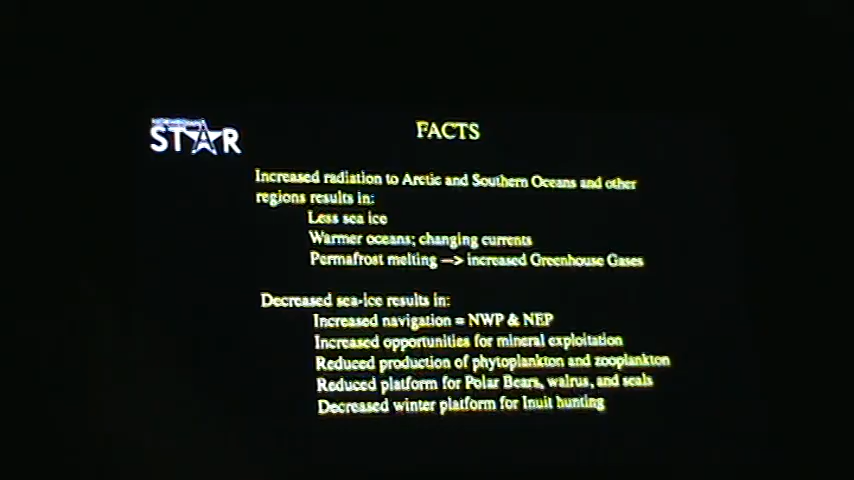 STAR
FACTS
Increased radiation to Arctic and Southern Oceans and other
regions results in:
Less sea ice
Warmer oceans; changing currents
Permafrost melting —> increased Greenhouse Gases
Decreased sea-ice results in:
Increased navigation = NWP & NEP
Increased opportunities for mineral exploitation
Reduced production of phytoplankton and zooplankton
Reduced platform for Polar Bears, walrus, and seals
Decreased winter platform for Inuit hunting